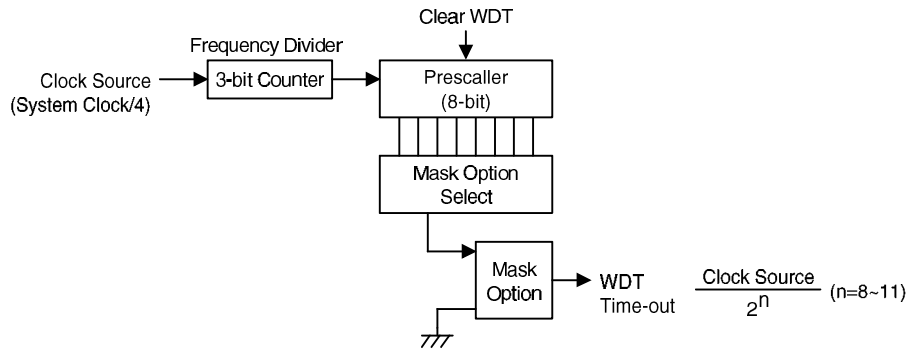 Clear WDT
Frequency Divider
Clock Source
(System Clock/4)
3-bit Counter
Prescaller
(8-bit)
Mask Option
Select
Mask
Option
WDT
Time-out
Clock Source
2^n
(n=8~11)